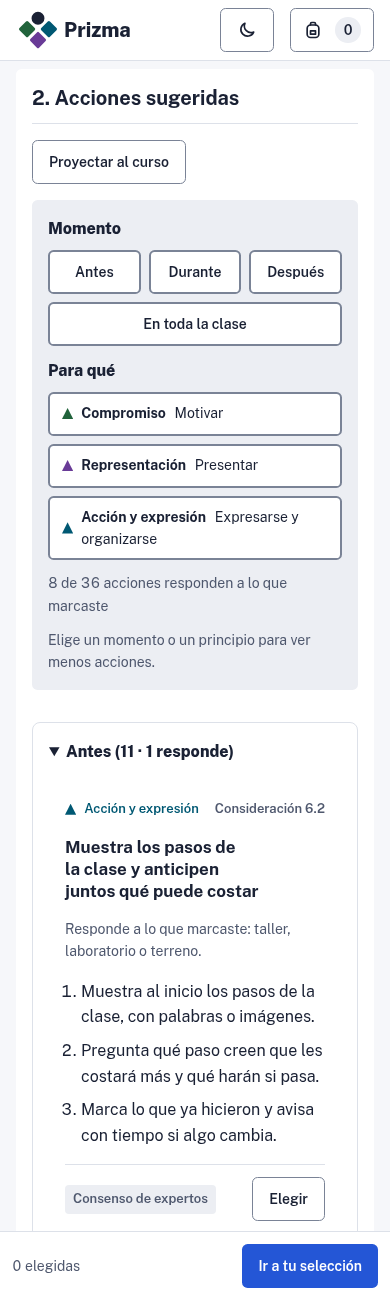 Prizma
0
2. Acciones sugeridas
Proyectar al curso
Momento
Antes
Durante
Después
En toda la clase
Para qué
Compromiso Motivar
Representación Presentar
Acción y expresión Expresarse y
organizarse
8 de 36 acciones responden a lo que
marcaste
Elige un momento o un principio para ver
menos acciones.
Antes (11 · 1 responde)
Acción y expresión Consideración 6.2
Muestra los pasos de
la clase y anticipen
juntos qué puede costar
Responde a lo que marcaste: taller,
laboratorio o terreno.
1. Muestra al inicio los pasos de la
clase, con palabras o imágenes.
2. Pregunta qué paso creen que les
costará más y qué harán si pasa.
3. Marca lo que ya hicieron y avisa
con tiempo si algo cambia.
Consenso de expertos
Elegir
0 elegidas
Ir a tu selección